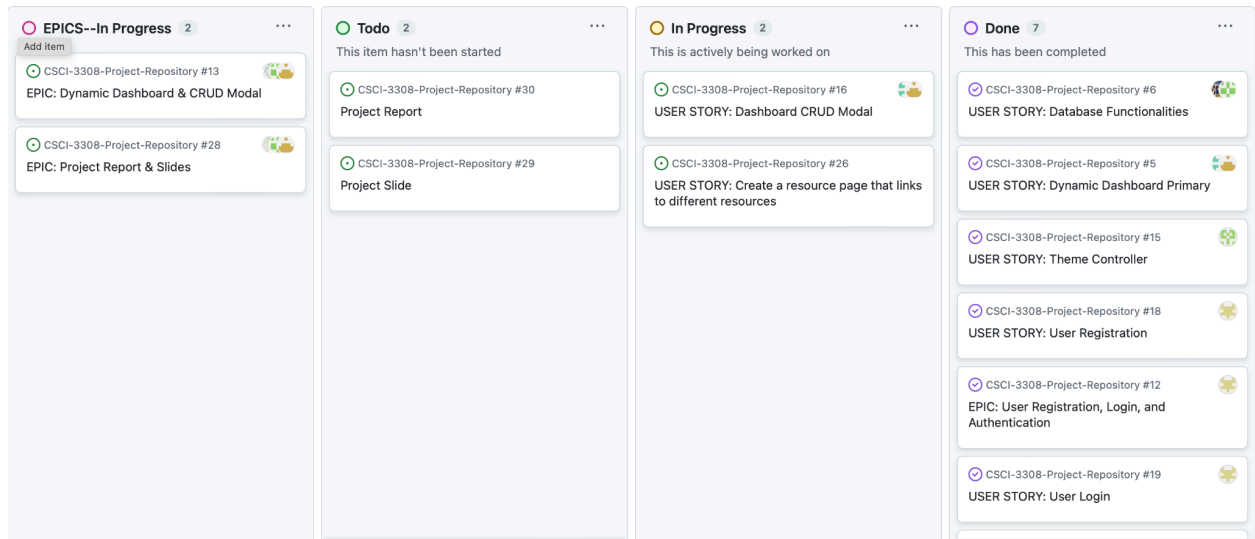 EPICS--In Progress 2
Add item
CSCI-3308-Project-Repository #13
EPIC: Dynamic Dashboard & CRUD Modal
CSCI-3308-Project-Repository #28
EPIC: Project Report & Slides
Todo 2
This item hasn't been started
CSCI-3308-Project-Repository #30
Project Report
CSCI-3308-Project-Repository #29
Project Slide
In Progress 2
This is actively being worked on
CSCI-3308-Project-Repository #16
USER STORY: Dashboard CRUD Modal
CSCI-3308-Project-Repository #26
USER STORY: Create a resource page that links
to different resources
Done 7
This has been completed
CSCI-3308-Project-Repository #6
USER STORY: Database Functionalities
CSCI-3308-Project-Repository #5
USER STORY: Dynamic Dashboard Primary
CSCI-3308-Project-Repository #15
USER STORY: Theme Controller
CSCI-3308-Project-Repository #18
USER STORY: User Registration
CSCI-3308-Project-Repository #12
EPIC: User Registration, Login, and
Authentication
CSCI-3308-Project-Repository #19
USER STORY: User Login